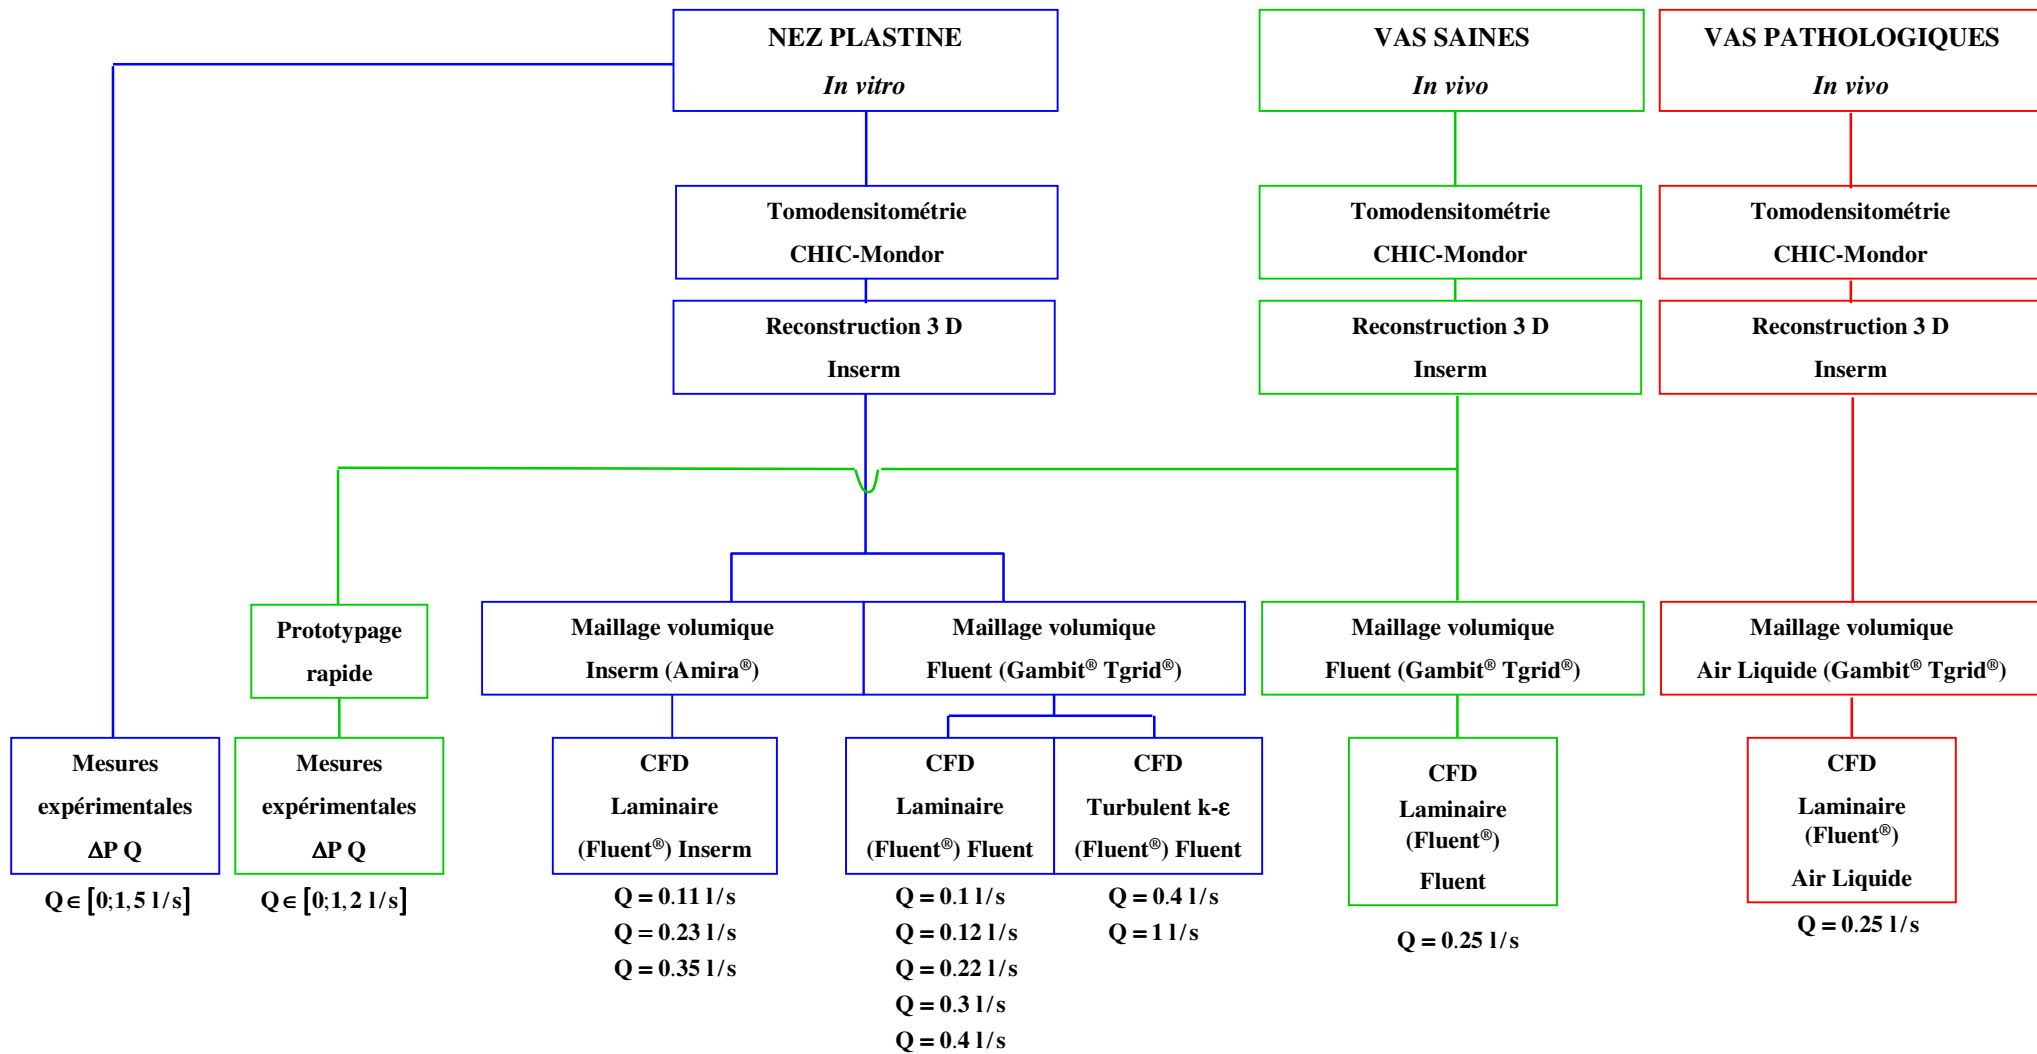 NEZ PLASTINE
In vitro
VAS SAINES
In vivo
VAS PATHOLOGIQUES
In vivo
Tomodensitométrie
CHIC-Mondor
Tomodensitométrie
CHIC-Mondor
Tomodensitométrie
CHIC-Mondor
Reconstruction 3 D
Inserm
Reconstruction 3 D
Inserm
Reconstruction 3 D
Inserm
Prototypage
rapide
Maillage volumique
Inserm (Amira®)
Maillage volumique
Fluent (Gambit® Tgrid®)
Maillage volumique
Fluent (Gambit® Tgrid®)
Maillage volumique
Air Liquide (Gambit® Tgrid®)
Mesures
expérimentales
ΔP Q
Q ∈ [0;1,5 l/s]
Mesures
expérimentales
ΔP Q
Q ∈ [0;1,2 l/s]
CFD
Laminaire
(Fluent®) Inserm
Q = 0.11 l/s
Q = 0.23 l/s
Q = 0.35 l/s
CFD
Laminaire
(Fluent®) Fluent
Q = 0.1 l/s
Q = 0.12 l/s
Q = 0.22 l/s
Q = 0.3 l/s
Q = 0.4 l/s
CFD
Turbulent k-ε
(Fluent®) Fluent
Q = 0.4 l/s
Q = 1 l/s
CFD
Laminaire
(Fluent®)
Fluent
Q = 0.25 l/s
CFD
Laminaire
(Fluent®)
Air Liquide
Q = 0.25 l/s